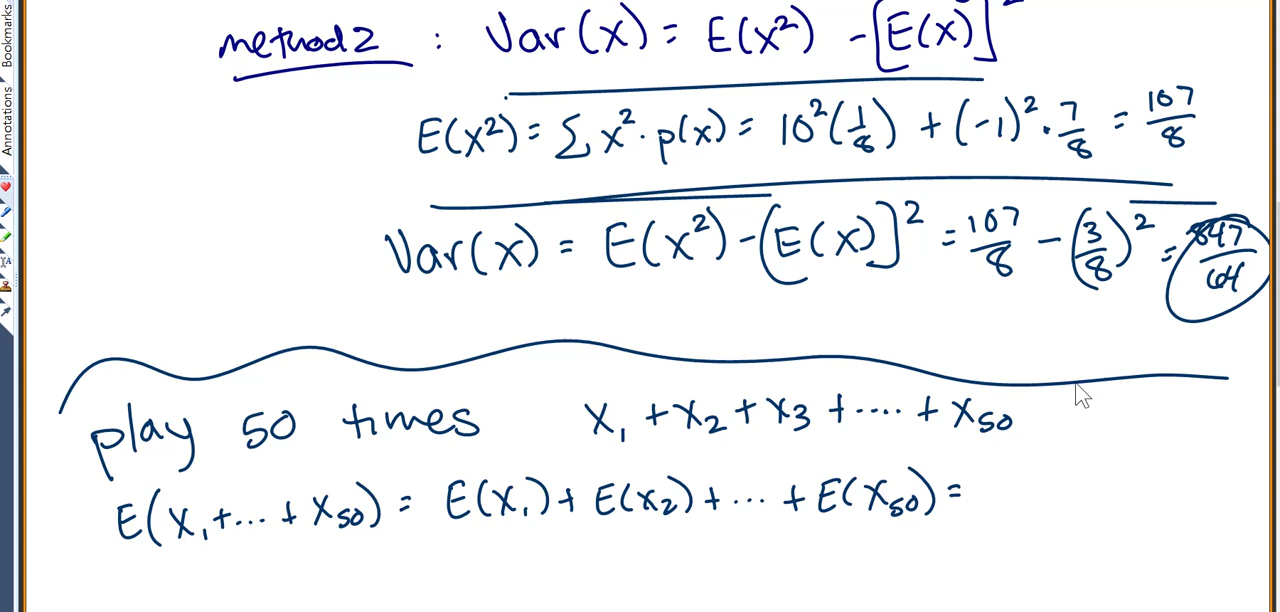 Bookmarks
Annotations
method 2 : Var(X) = E(X²) - [E(X)]²
E(X²) = Σ x² · p(x) = 10² (1/8) + (-1)² · 7/8 = 107/8
Var(X) = E(X²) - [E(X)]² = 107/8 - (3/8)² = 847/64
play 50 times X₁ + X₂ + X₃ + .... + X₅₀
E(X₁ + ... + X₅₀) = E(X₁) + E(X₂) + ... + E(X₅₀) =